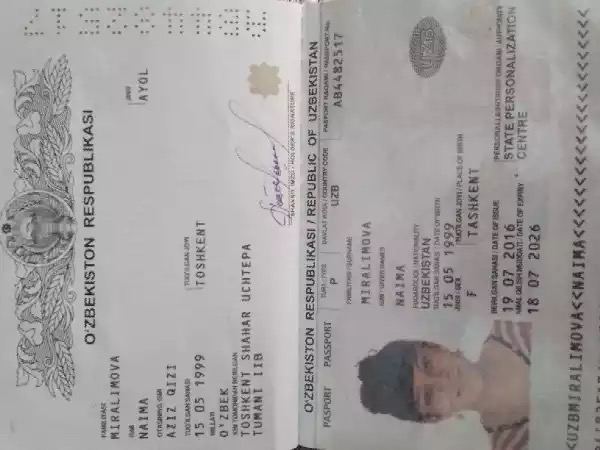 O'ZBEKISTON RESPUBLIKASI
FAMILIYASI
MIRALIMOVA
ISMI
NAIMA
OTASINING ISMI
AZIZ QIZI
TUG'ILGAN SANASI
15 05 1999
TUG'ILGAN JOYI
TOSHKENT
JINSI
AYOL
MILLATI
O'ZBEK
KIM TOMONIDAN BERILGAN
TOSHKENT SHAHAR UCHTEPA
TUMANI IIB
SHAXSIY IMZO / HOLDER'S SIGNATURE
O'ZBEKISTON RESPUBLIKASI / REPUBLIC OF UZBEKISTAN
PASPORT PASSPORT
TURI / TYPE
P
DAVLAT KODI / COUNTRY CODE
UZB
PASPORT RAQAMI / PASSPORT No.
AB4482517
FAMILIYASI / SURNAME
MIRALIMOVA
ISMI / GIVEN NAMES
NAIMA
FUQAROLIGI / NATIONALITY
UZBEKISTAN
TUG'ILGAN SANASI / DATE OF BIRTH
15 05 1999
JINSI / SEX
F
TUG'ILGAN JOYI / PLACE OF BIRTH
TASHKENT
BERILGAN SANASI / DATE OF ISSUE
19 07 2016
AMAL QILISH MUDDATI / DATE OF EXPIRY
18 07 2026
STATE PERSONALIZATION
CENTRE
UZB
<UZBMIRALIMOVA<<NAIMA<<<<<<<<<<<<<<<<